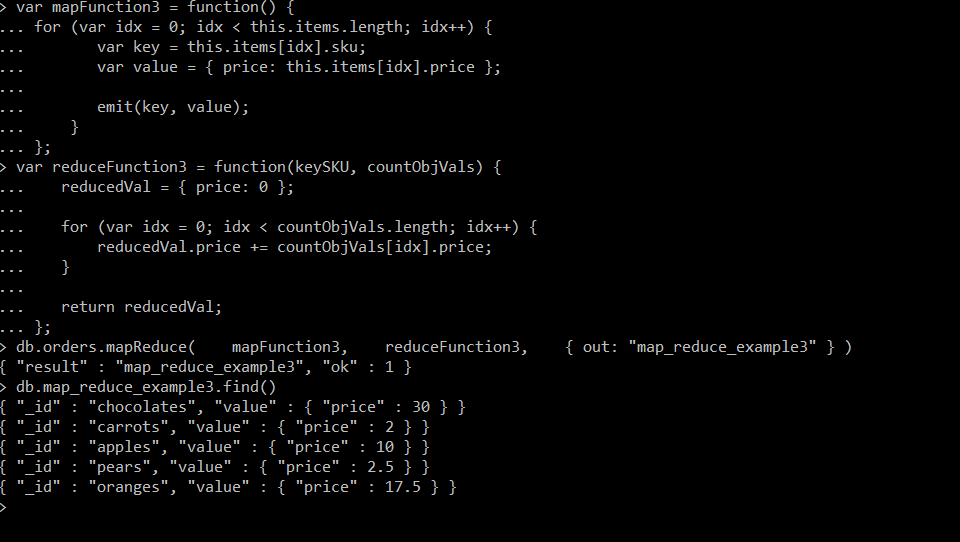 > var mapFunction3 = function() {
... for (var idx = 0; idx < this.items.length; idx++) {
...        var key = this.items[idx].sku;
...        var value = { price: this.items[idx].price };
...
...        emit(key, value);
...     }
... };
> var reduceFunction3 = function(keySKU, countObjVals) {
...    reducedVal = { price: 0 };
...
...    for (var idx = 0; idx < countObjVals.length; idx++) {
...        reducedVal.price += countObjVals[idx].price;
...    }
...
...    return reducedVal;
... };
> db.orders.mapReduce(    mapFunction3,    reduceFunction3,    { out: "map_reduce_example3" } )
{ "result" : "map_reduce_example3", "ok" : 1 }
> db.map_reduce_example3.find()
{ "_id" : "chocolates", "value" : { "price" : 30 } }
{ "_id" : "carrots", "value" : { "price" : 2 } }
{ "_id" : "apples", "value" : { "price" : 10 } }
{ "_id" : "pears", "value" : { "price" : 2.5 } }
{ "_id" : "oranges", "value" : { "price" : 17.5 } }
>